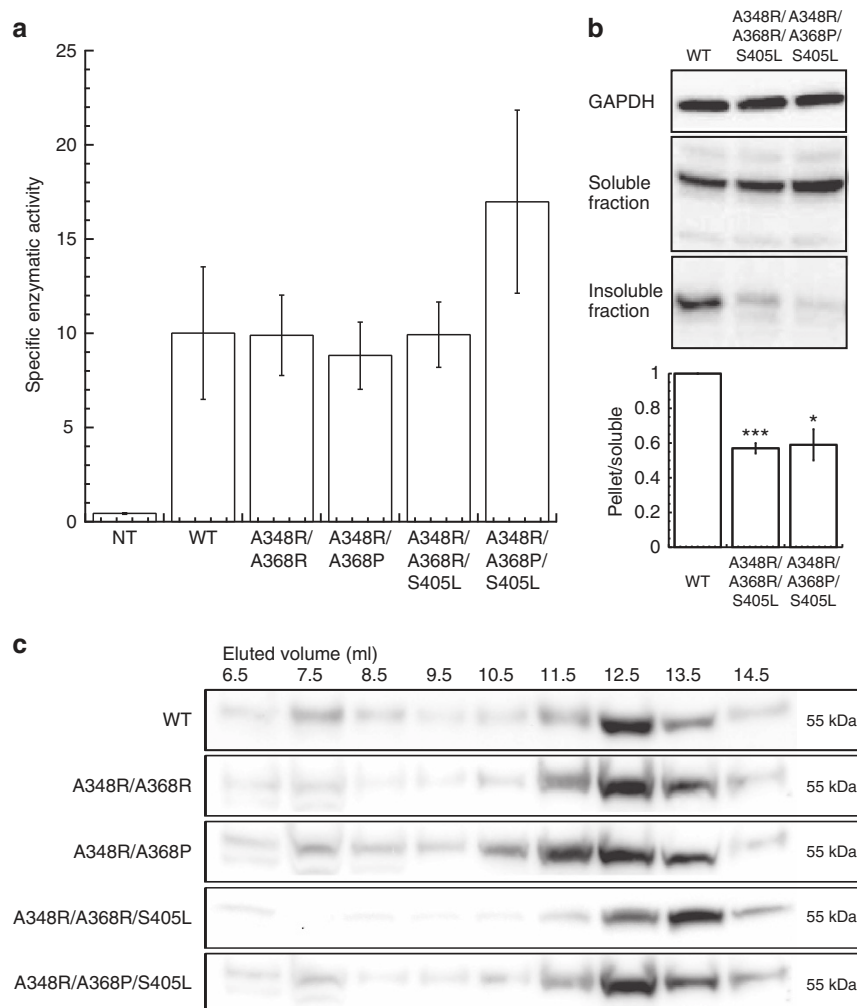 a
25
20
15
10
5
0
Specific enzymatic activity
NT
WT
A348R/
A368R
A348R/
A368P
A348R/
A368R/
S405L
A348R/
A368P/
S405L
b
WT
A348R/
A368R/
S405L
A348R/
A368P/
S405L
GAPDH
Soluble
fraction
Insoluble
fraction
1
0.8
0.6
0.4
0.2
0
Pellet/soluble
***
*
WT
A348R/
A368R/
S405L
A348R/
A368P/
S405L
c
Eluted volume (ml)
6.5 7.5 8.5 9.5 10.5 11.5 12.5 13.5 14.5
WT 55 kDa
A348R/A368R 55 kDa
A348R/A368P 55 kDa
A348R/A368R/S405L 55 kDa
A348R/A368P/S405L 55 kDa